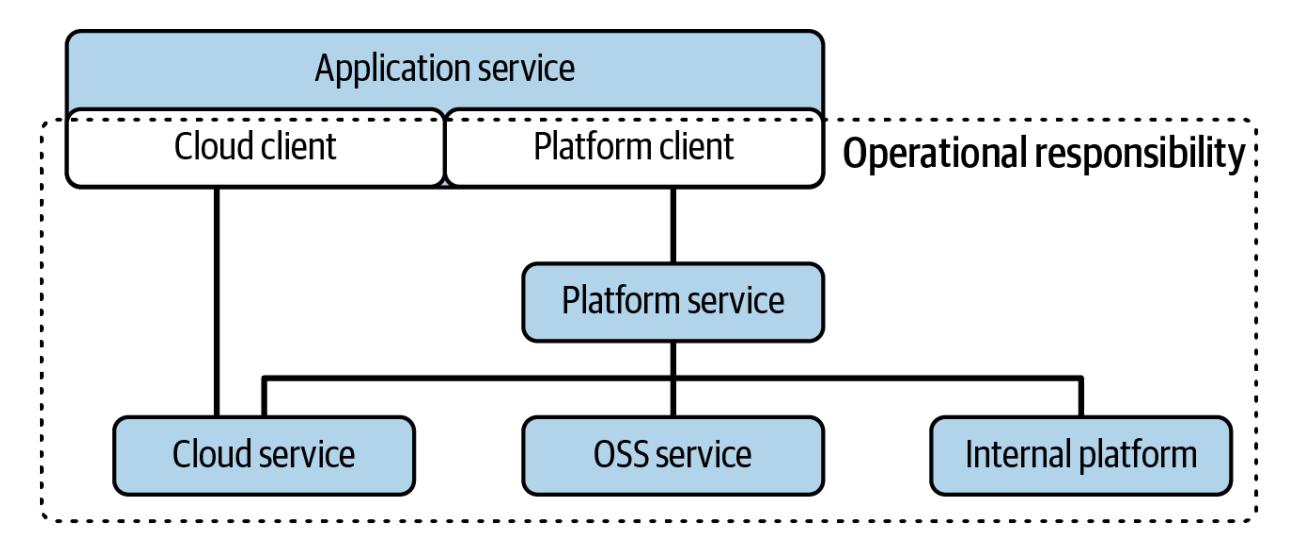 Application service
Cloud client
Platform client
Operational responsibility
Platform service
Cloud service
OSS service
Internal platform